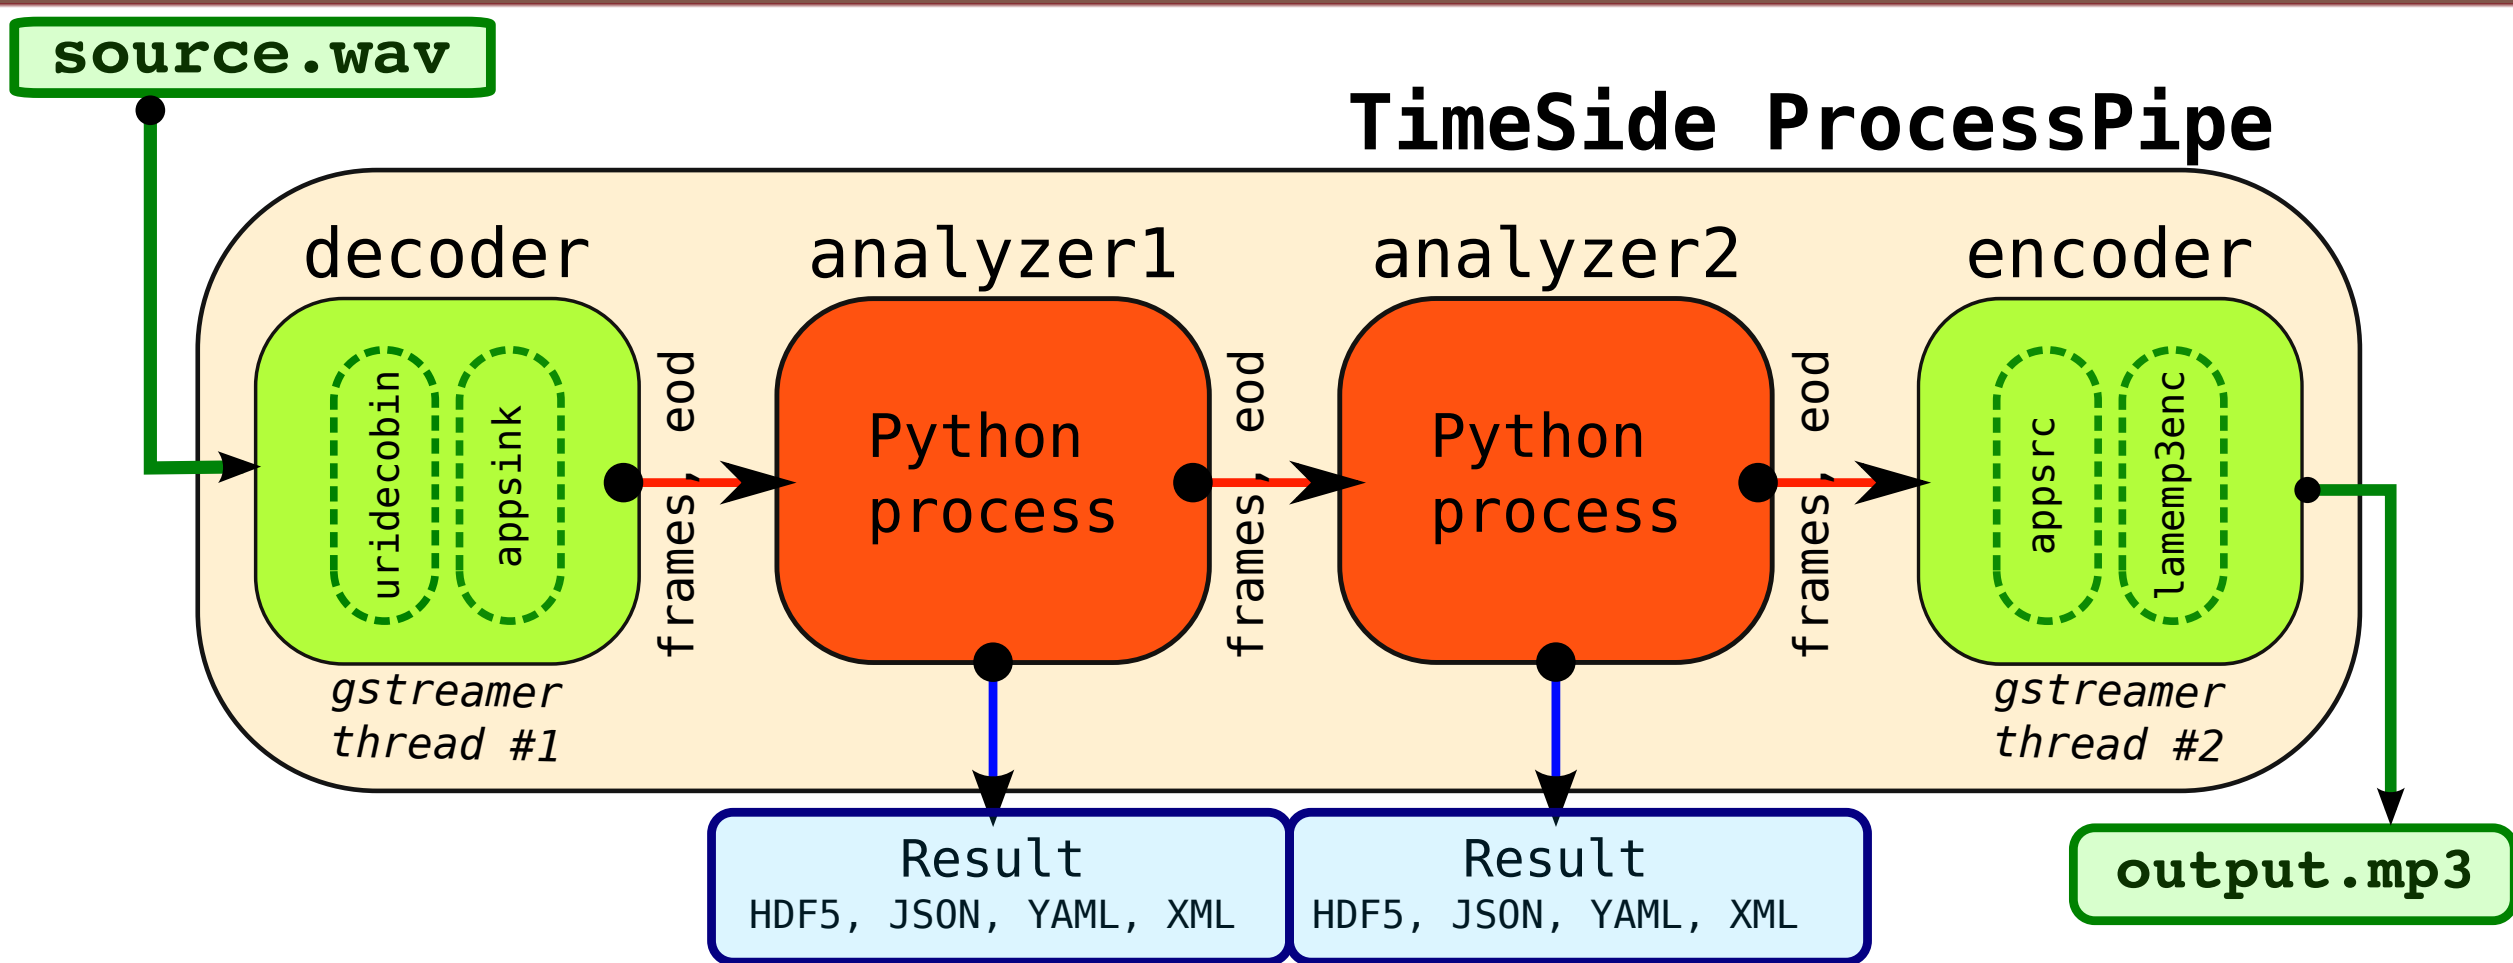 source.wav
TimeSide ProcessPipe
decoder
analyzer1
analyzer2
encoder
uridecobin
appsink
frames, eod
Python
process
frames, eod
Python
process
frames, eod
appsrc
lamemp3enc
gstreamer
thread #1
gstreamer
thread #2
Result
HDF5, JSON, YAML, XML
Result
HDF5, JSON, YAML, XML
output.mp3